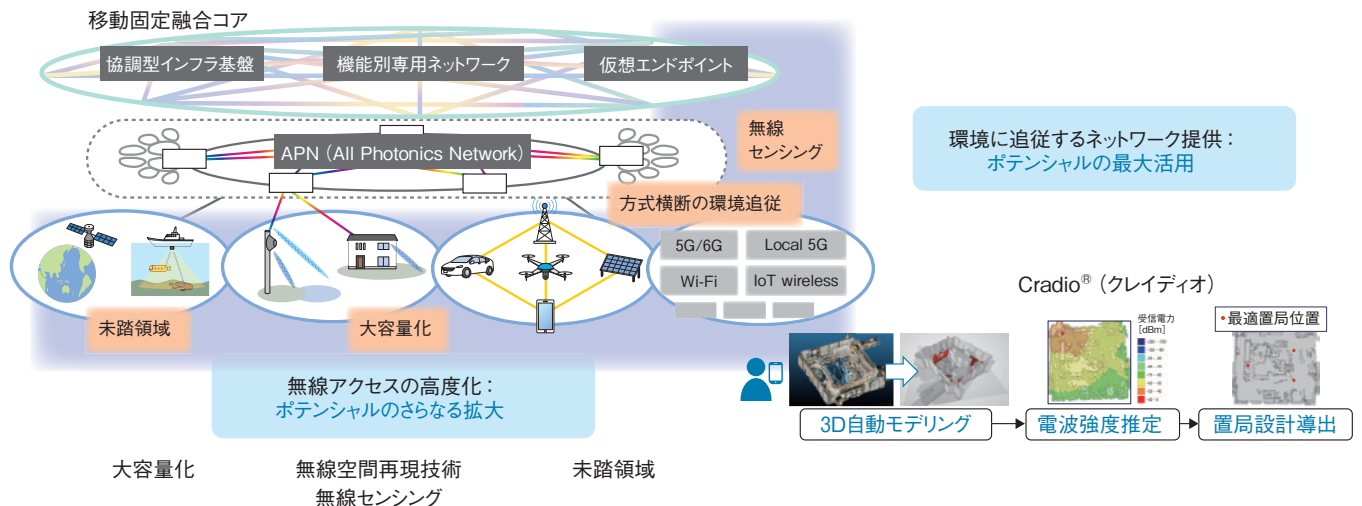 移動固定融合コア
協調型インフラ基盤
機能別専用ネットワーク
仮想エンドポイント
APN（All Photonics Network）
無線
センシング
方式横断の環境追従
5G/6G
Local 5G
Wi-Fi
IoT wireless
未踏領域
大容量化
無線アクセスの高度化：
ポテンシャルのさらなる拡大
環境に追従するネットワーク提供：
ポテンシャルの最大活用
Cradio®（クレイディオ）
受信電力
[dBm]
•最適置局位置
3D自動モデリング
電波強度推定
置局設計導出
大容量化
無線空間再現技術
無線センシング
未踏領域